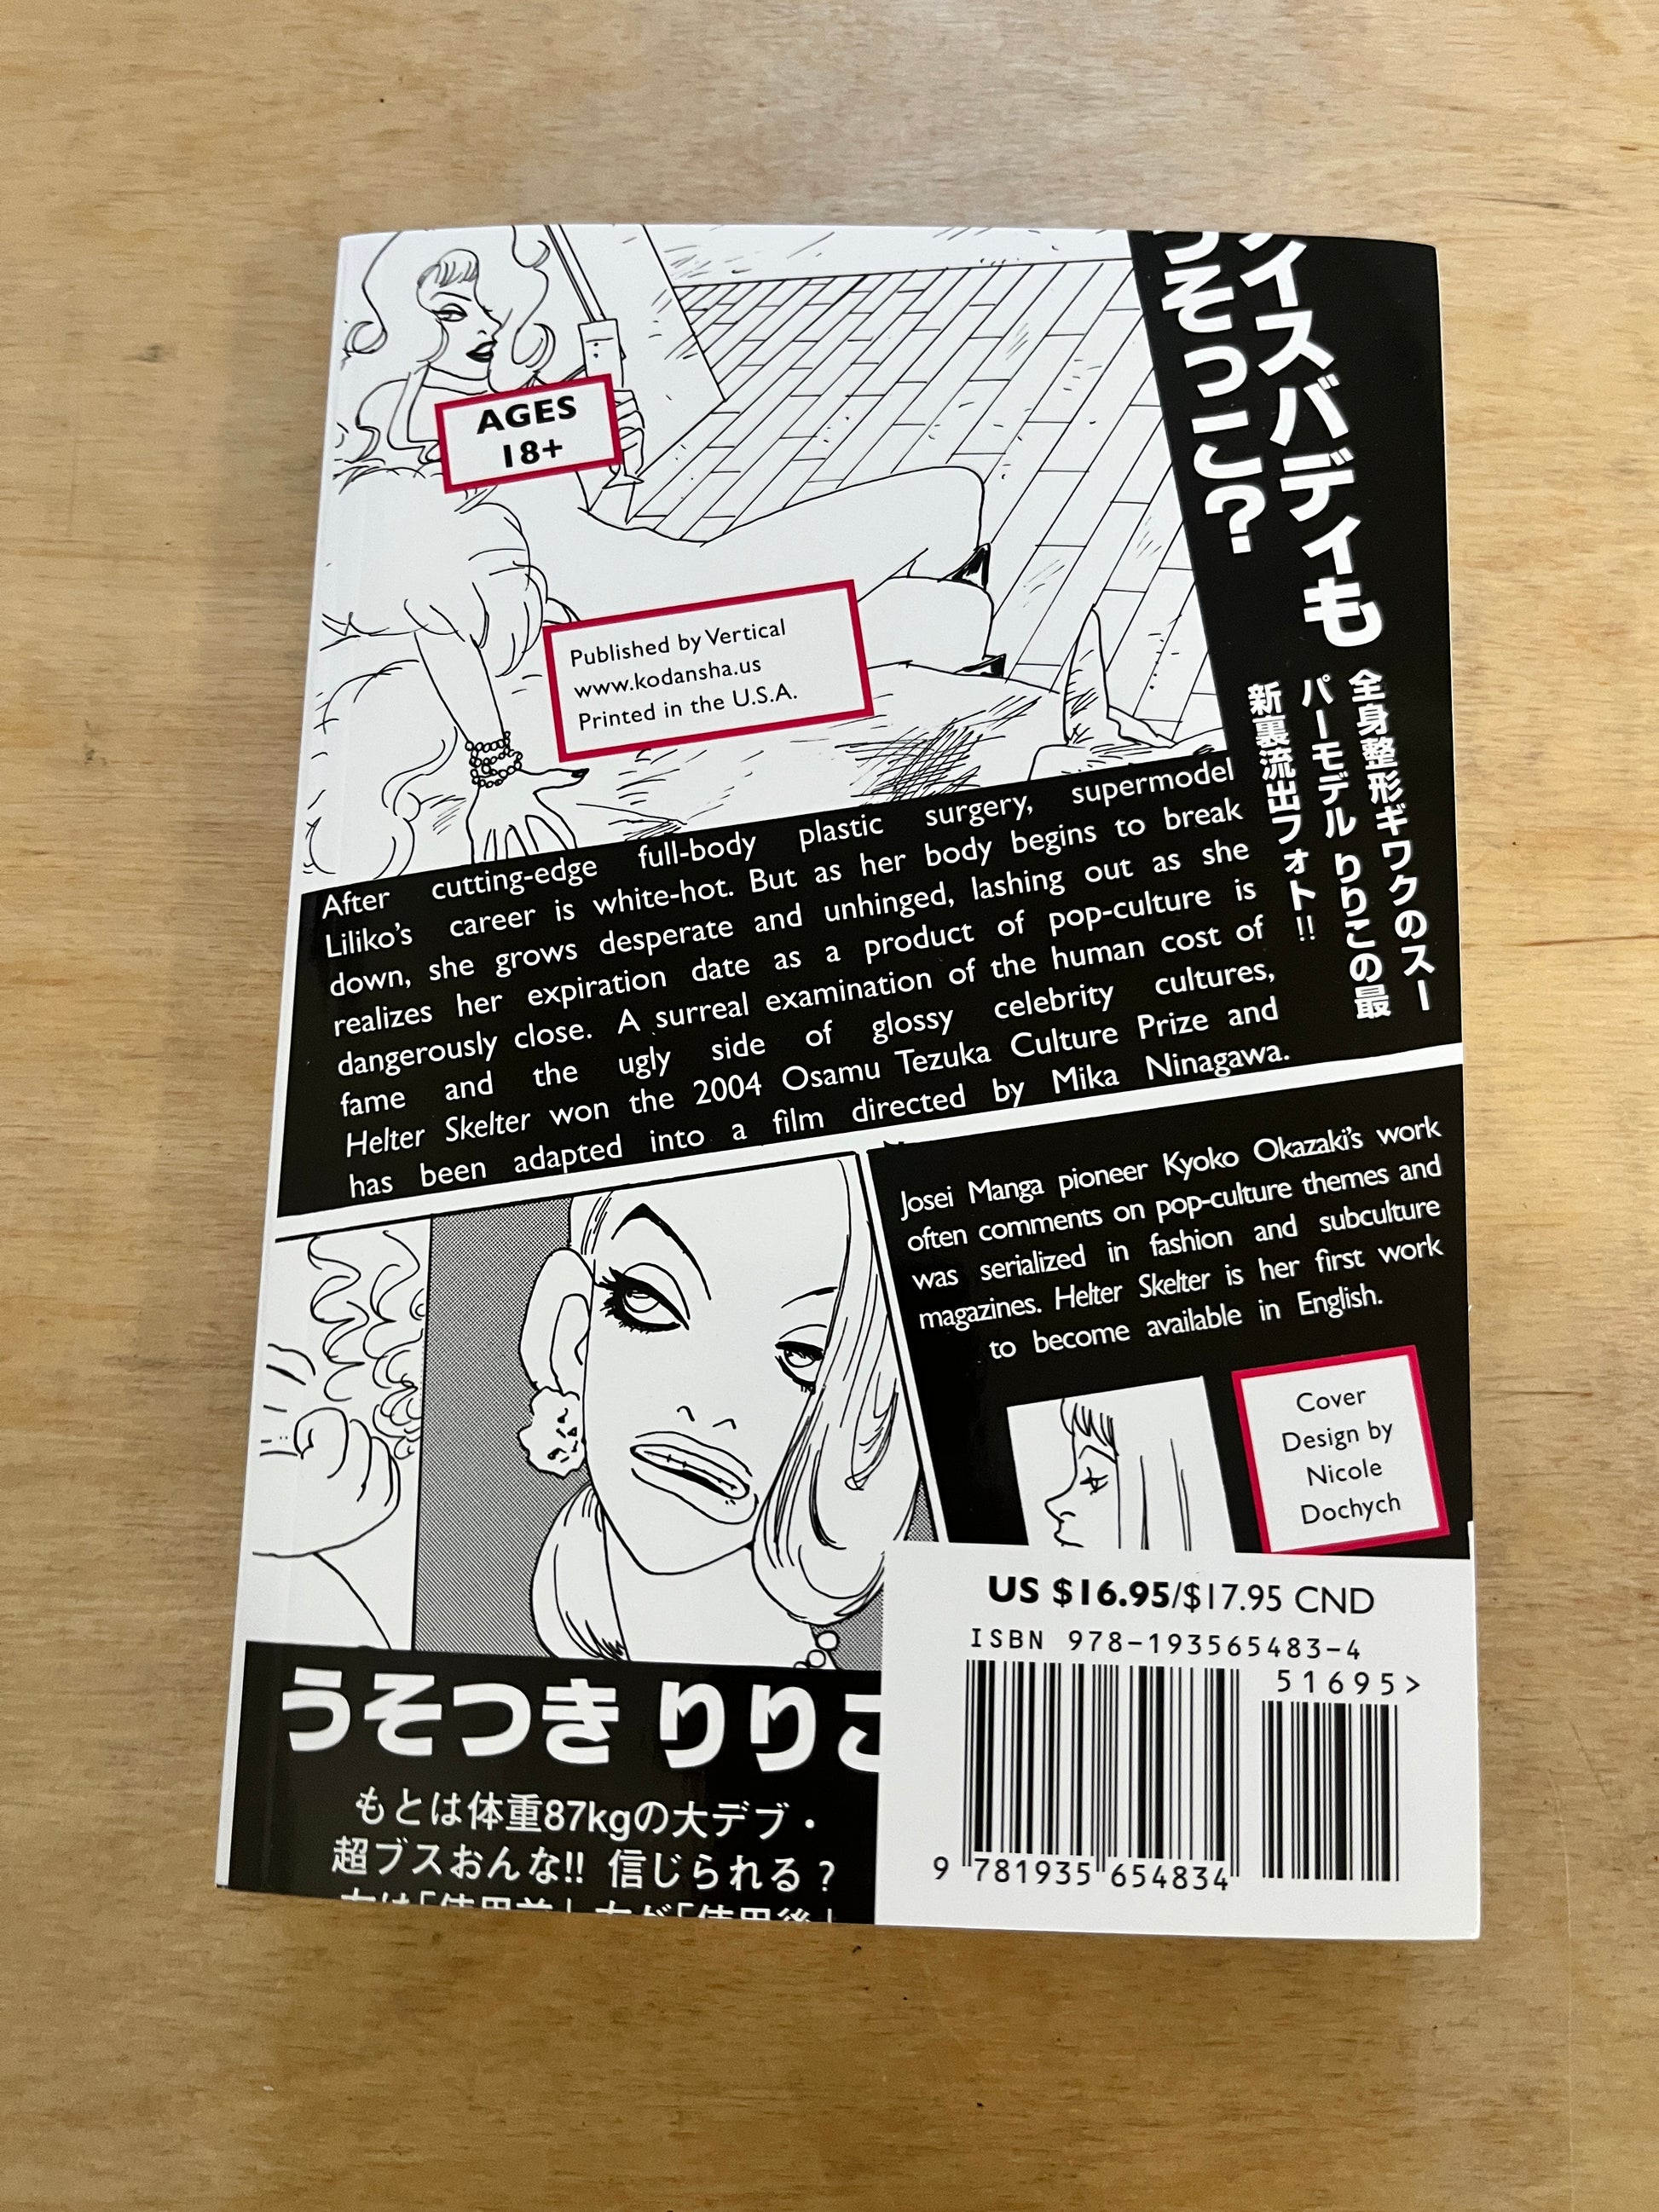 イスバディも
うそっこ?
全身整形ギワクのスー
パーモデル りりこの最
新裏流出フォト!!
AGES
18+
Published by Vertical
www.kodansha.us
Printed in the U.S.A.
After cutting-edge full-body plastic surgery, supermodel
Liliko's career is white-hot. But as her body begins to break
down, she grows desperate and unhinged, lashing out as she
realizes her expiration date as a product of pop-culture is
dangerously close. A surreal examination of the human cost of
fame and the ugly side of glossy celebrity cultures,
Helter Skelter won the 2004 Osamu Tezuka Culture Prize and
has been adapted into a film directed by Mika Ninagawa.
Josei Manga pioneer Kyoko Okazaki's work
often comments on pop-culture themes and
was serialized in fashion and subculture
magazines. Helter Skelter is her first work
to become available in English.
Cover
Design by
Nicole
Dochych
US $16.95/$17.95 CND
ISBN 978-193565483-4
51695>
9 781935 654834
うそつき りりこ
もとは体重87kgの大デブ・
超ブスおんな!! 信じられる?